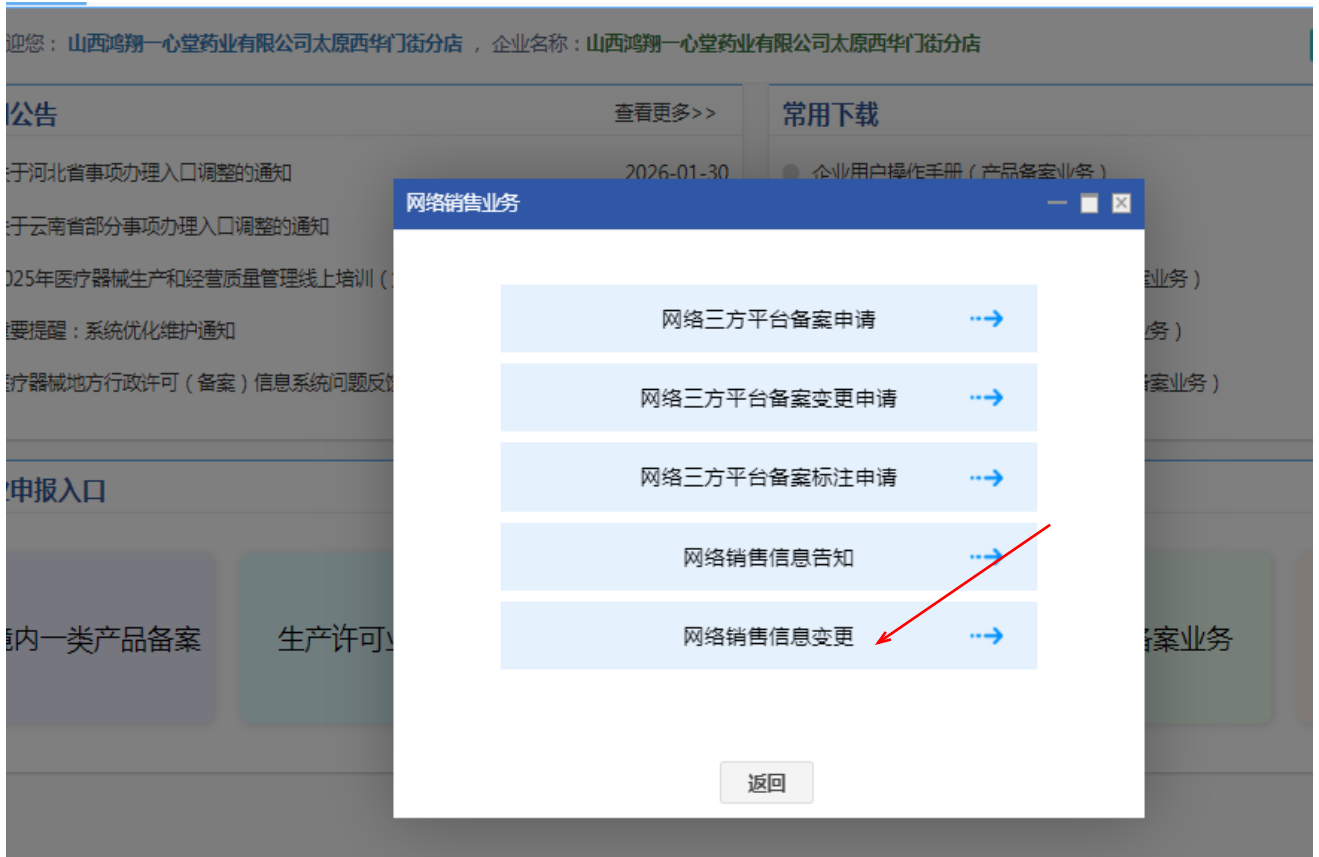 迎您： 山西鸿翔一心堂药业有限公司太原西华门街分店 ，企业名称：山西鸿翔一心堂药业有限公司太原西华门街分店
公告 查看更多>>
于河北省事项办理入口调整的通知 2026-01-30
于云南省部分事项办理入口调整的通知
025年医疗器械生产和经营质量管理线上培训（
要提醒：系统优化维护通知
疗器械地方行政许可（备案）信息系统问题反馈
常用下载
企业用户操作手册（产品备案业务）
业务）
务）
案业务）
申报入口
内一类产品备案
生产许可
备案业务
网络销售业务
网络三方平台备案申请
网络三方平台备案变更申请
网络三方平台备案标注申请
网络销售信息告知
网络销售信息变更
返回